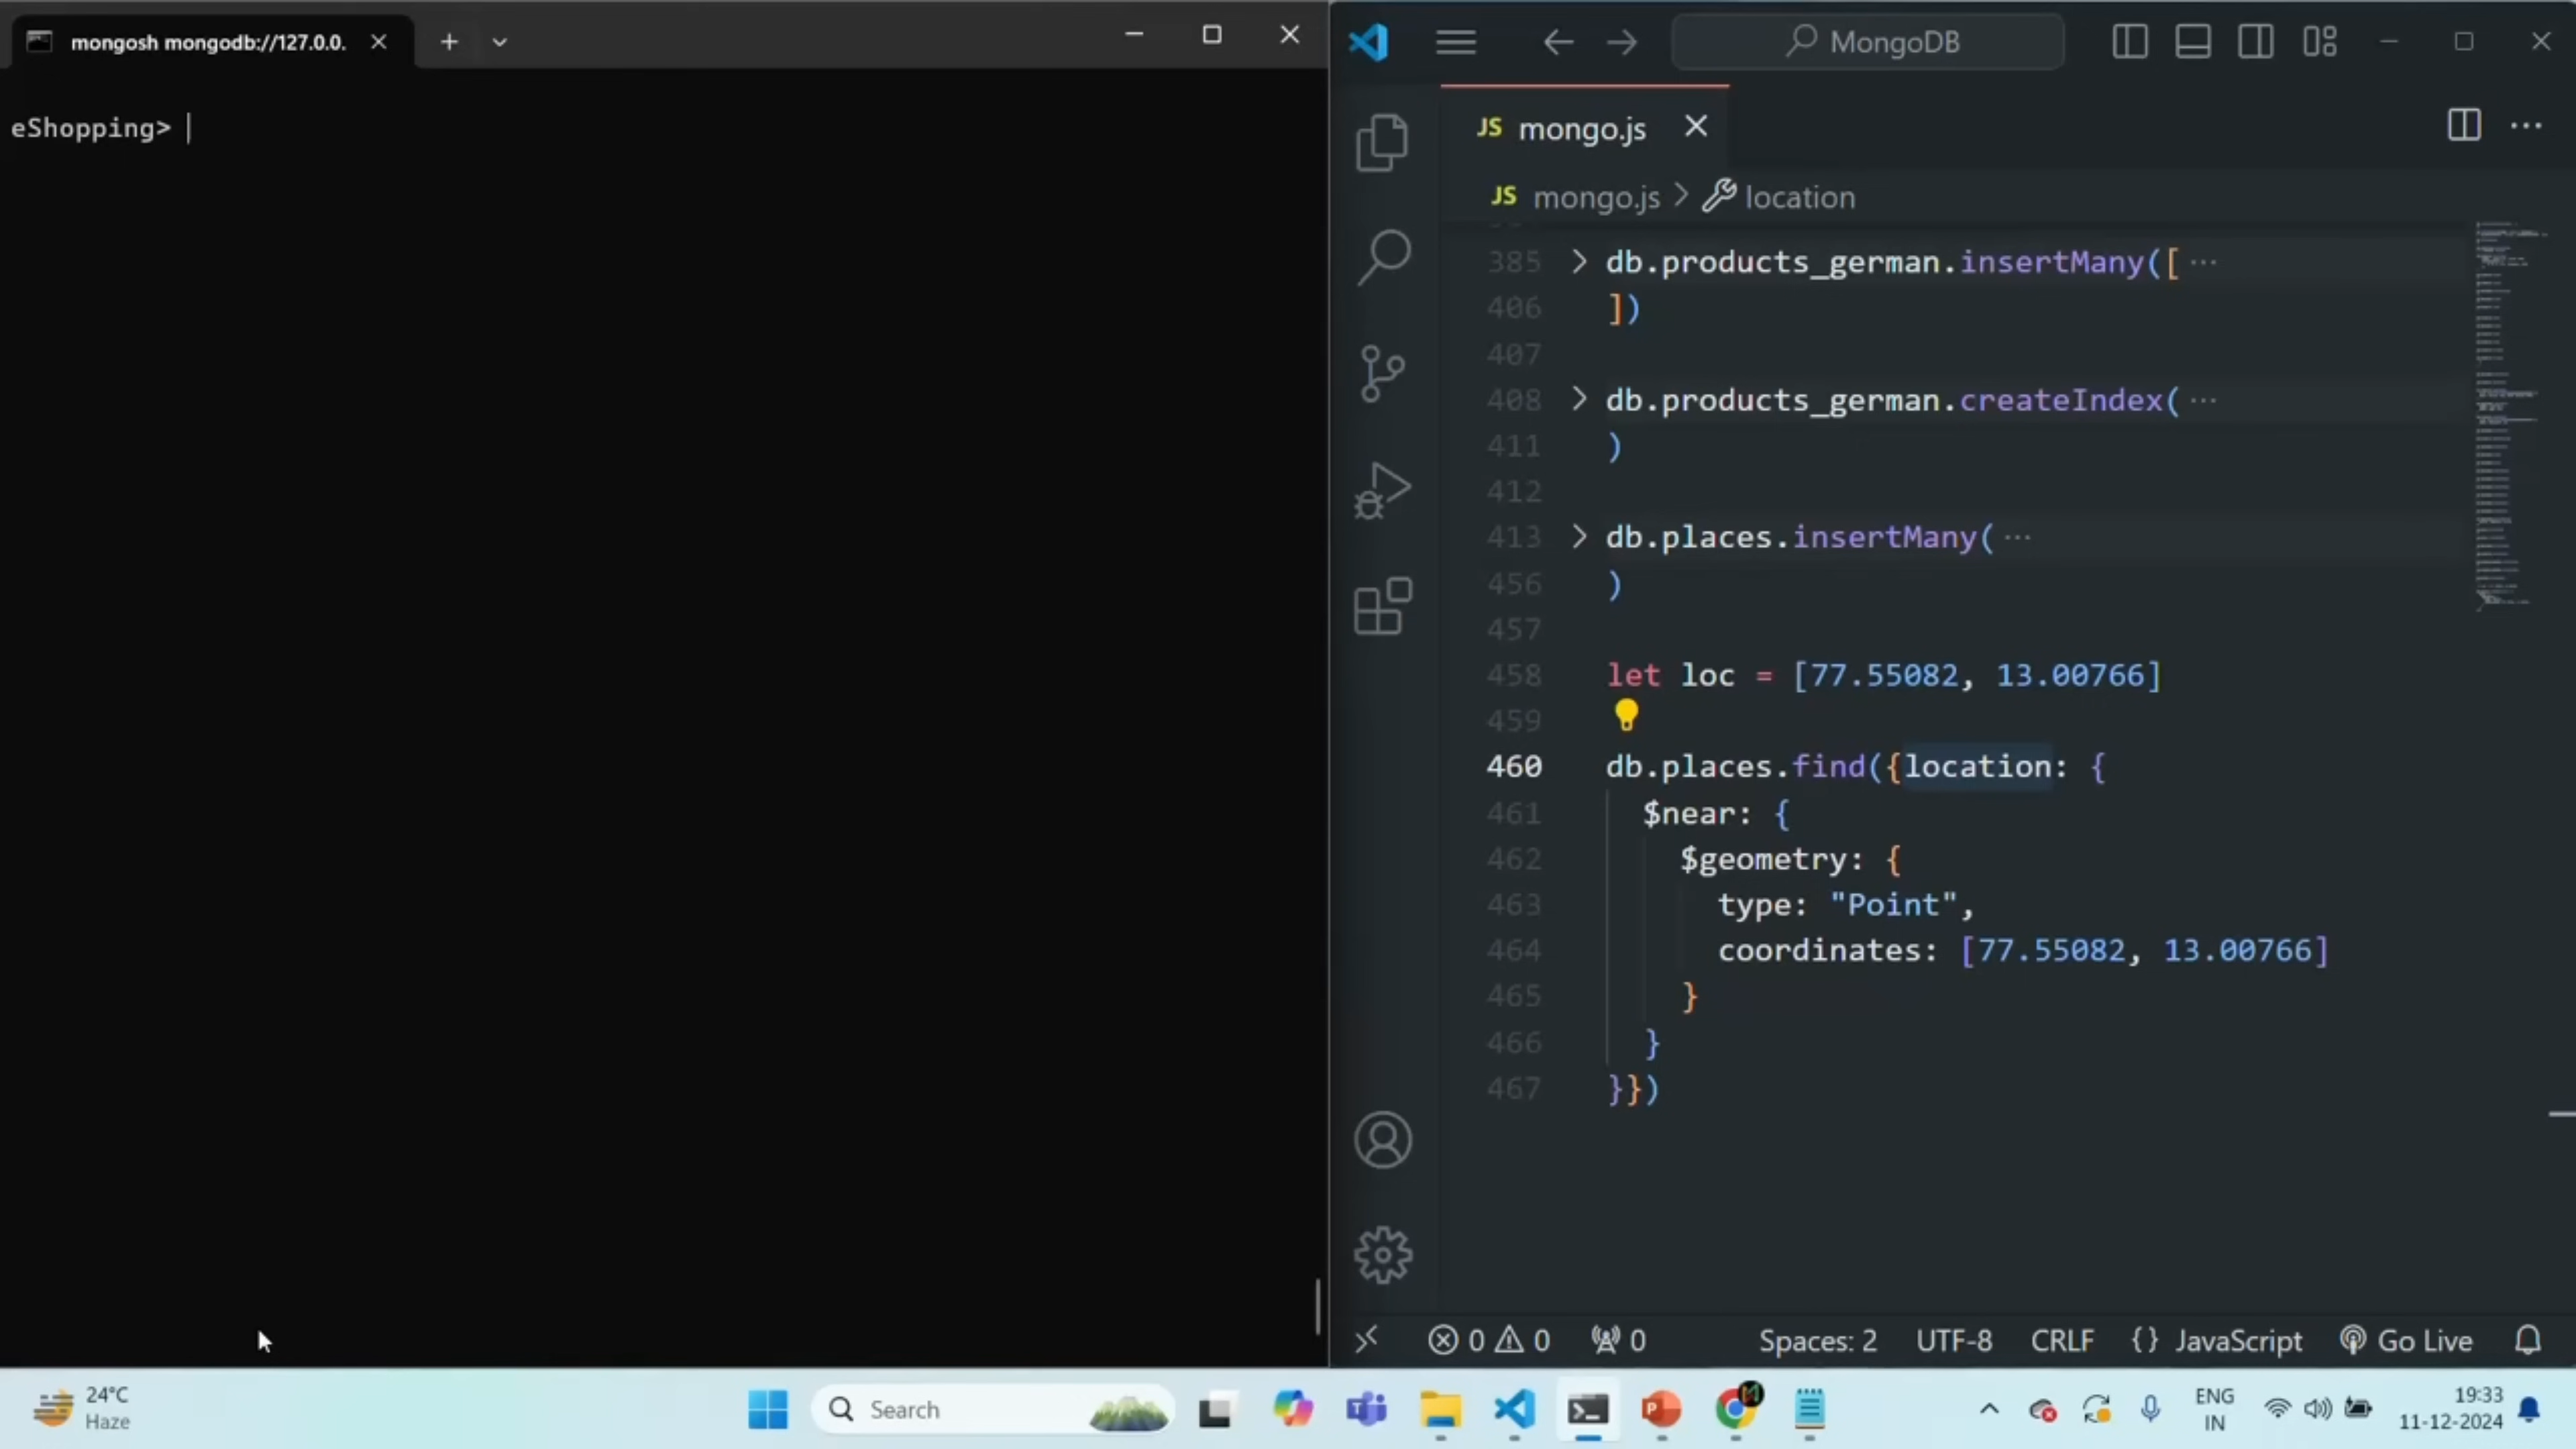 mongosh mongodb://127.0.0.
eShopping>
MongoDB
JS mongo.js
JS mongo.js > location
385 > db.products_german.insertMany([ ...
406 ])
407
408 > db.products_german.createIndex( ...
411 )
412
413 > db.places.insertMany( ...
456 )
457
458 let loc = [77.55082, 13.00766]
459
460 db.places.find({location: {
461 $near: {
462 $geometry: {
463 type: "Point",
464 coordinates: [77.55082, 13.00766]
465 }
466 }
467 }})
0 0 0 Spaces: 2 UTF-8 CRLF {} JavaScript Go Live
24°C
Haze
Search
ENG
IN
19:33
11-12-2024